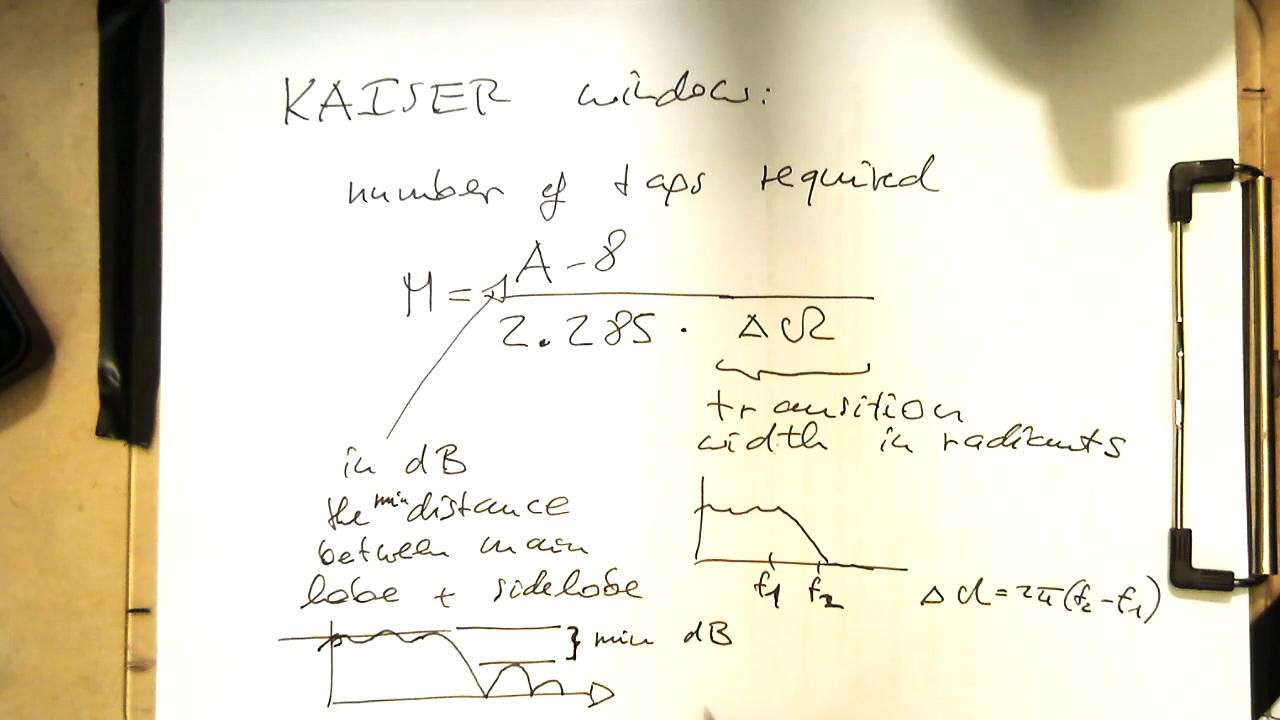 KAISER window:
number of taps required
M = A - 8
2.285 · ΔΩ
transition
width in radiants
in dB
the min distance
between main
lobe + sidelobe
f1 f2 ΔΩ = 2π(f2 - f1)
} min dB